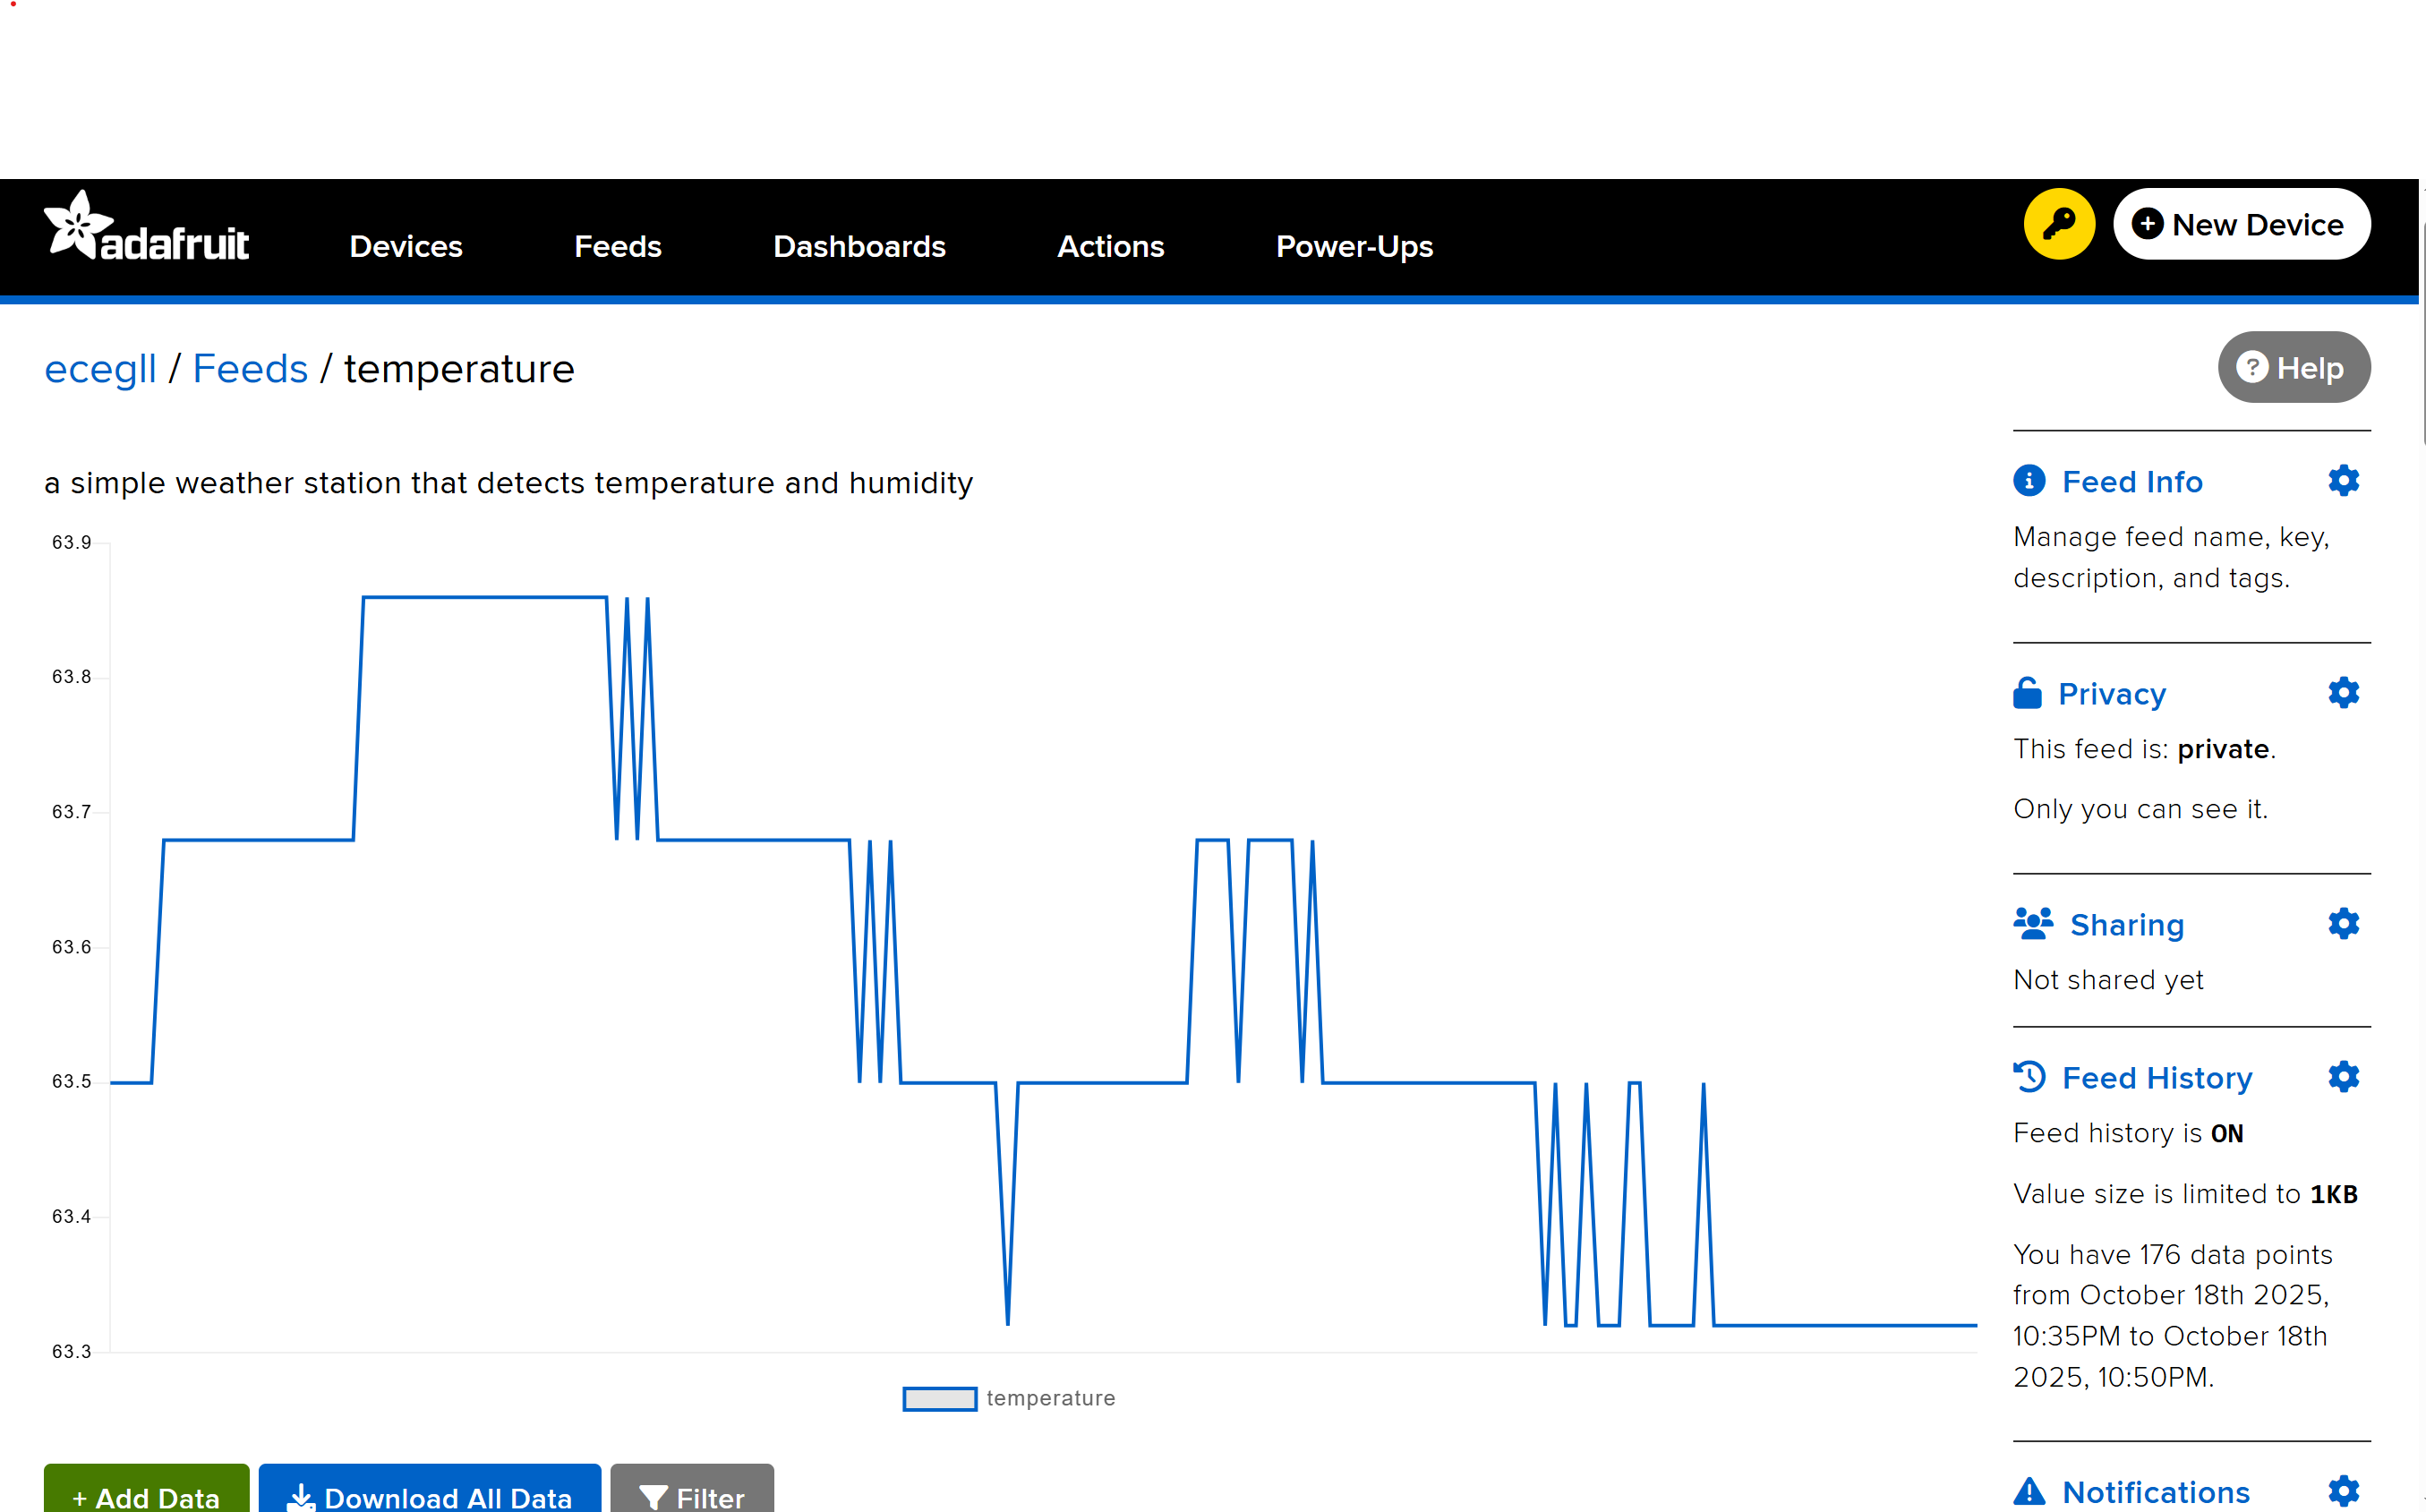 adafruit
Devices
Feeds
Dashboards
Actions
Power-Ups
New Device
ecegll / Feeds / temperature
Help
a simple weather station that detects temperature and humidity
63.9
63.8
63.7
63.6
63.5
63.4
63.3
temperature
+ Add Data
Download All Data
Filter
Feed Info
Manage feed name, key,
description, and tags.
Privacy
This feed is: private.
Only you can see it.
Sharing
Not shared yet
Feed History
Feed history is ON
Value size is limited to 1KB
You have 176 data points
from October 18th 2025,
10:35PM to October 18th
2025, 10:50PM.
Notifications